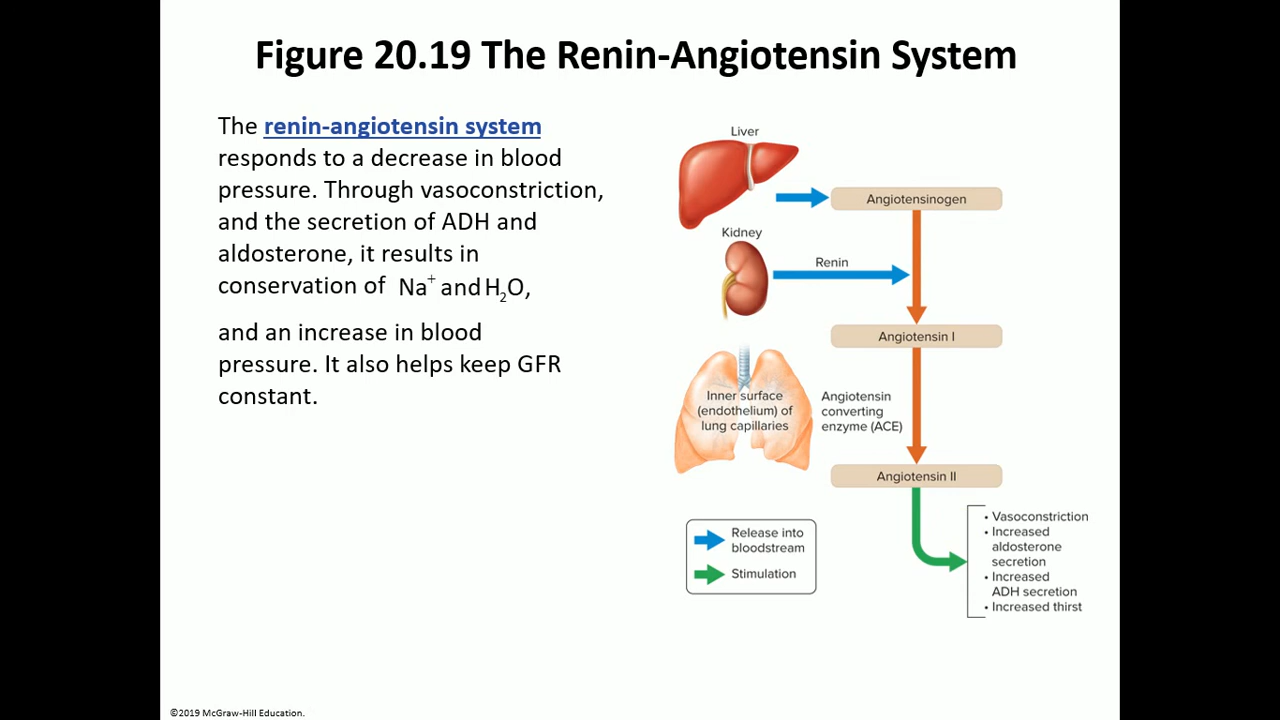 Figure 20.19 The Renin-Angiotensin System
The renin-angiotensin system
responds to a decrease in blood
pressure. Through vasoconstriction,
and the secretion of ADH and
aldosterone, it results in
conservation of Na⁺ and H₂O,
and an increase in blood
pressure. It also helps keep GFR
constant.
Liver
Angiotensinogen
Kidney
Renin
Angiotensin I
Inner surface
(endothelium) of
lung capillaries
Angiotensin
converting
enzyme (ACE)
Angiotensin II
Release into
bloodstream
Stimulation
• Vasoconstriction
• Increased
aldosterone
secretion
• Increased
ADH secretion
• Increased thirst
©2019 McGraw-Hill Education.